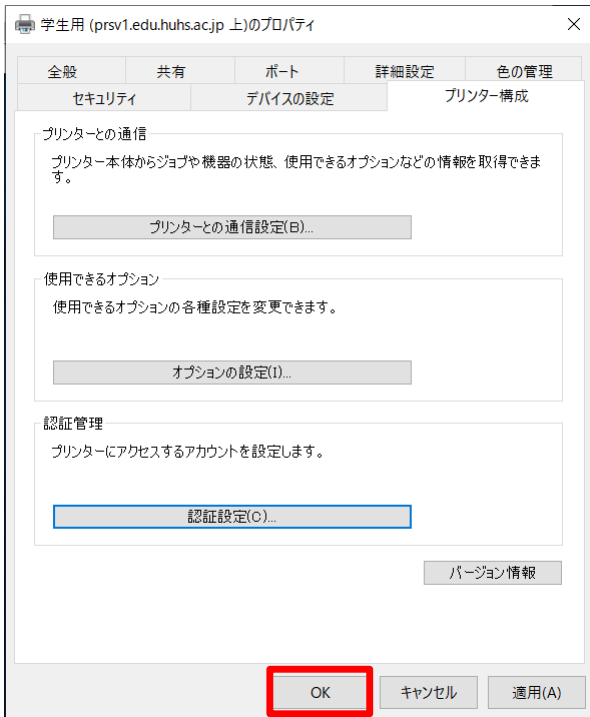 学生用 (prsv1.edu.huhs.ac.jp 上)のプロパティ
全般 共有 ポート 詳細設定 色の管理
セキュリティ デバイスの設定 プリンター構成
プリンターとの通信
プリンター本体からジョブや機器の状態、使用できるオプションなどの情報を取得できま
す。
プリンターとの通信設定(B)...
使用できるオプション
使用できるオプションの各種設定を変更できます。
オプションの設定(I)...
認証管理
プリンターにアクセスするアカウントを設定します。
認証設定(C)...
バージョン情報
OK キャンセル 適用(A)